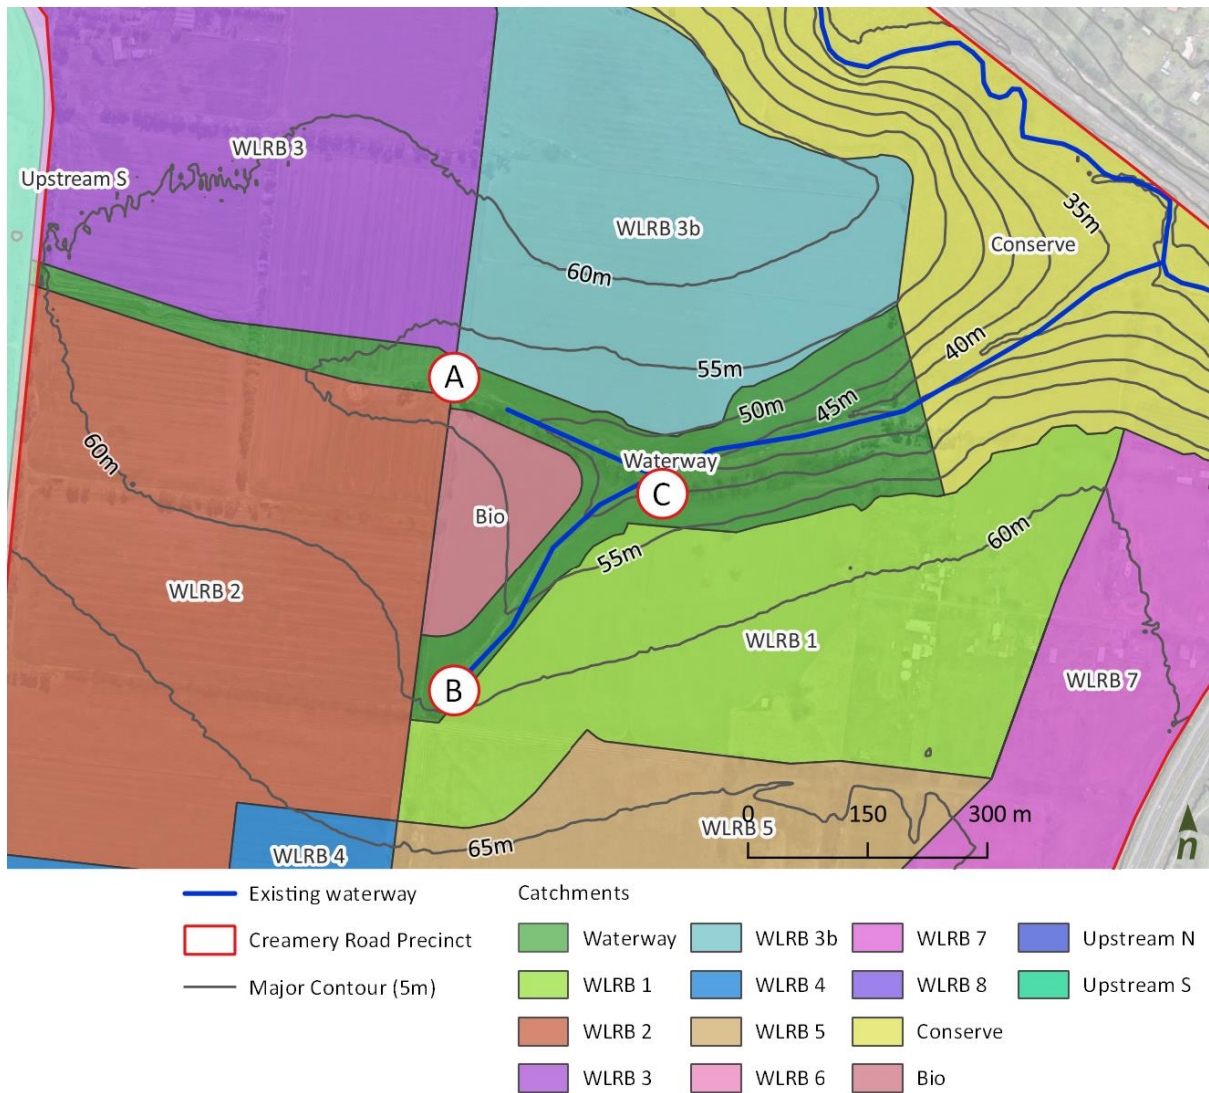 WLRB 3
Upstream S
WLRB 3b
35m
Conserve
60m
40m
55m
50m
45m
A
60m
Waterway
C
Bio
55m
60m
WLRB 2
WLRB 1
WLRB 7
B
0 150 300 m
WLRB 5
65m
WLRB 4
n
Existing waterway
Creamery Road Precinct
Major Contour (5m)
Catchments
Waterway
WLRB 1
WLRB 2
WLRB 3
WLRB 3b
WLRB 4
WLRB 5
WLRB 6
WLRB 7
WLRB 8
Conserve
Bio
Upstream N
Upstream S